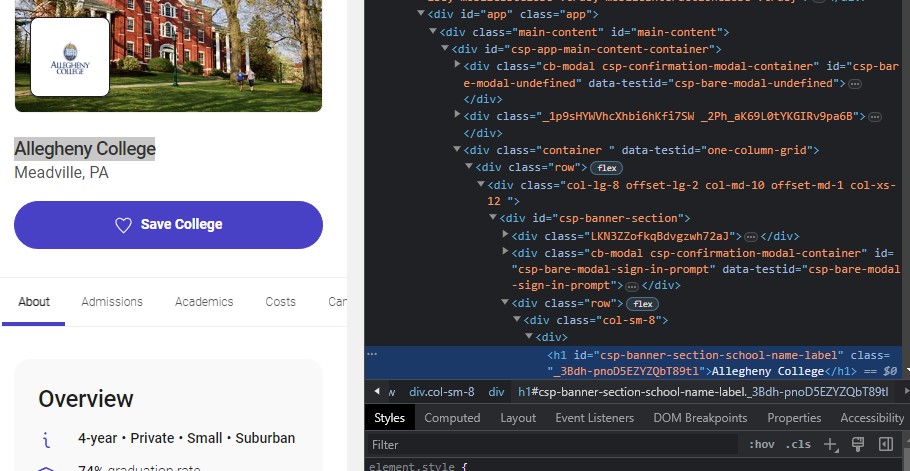 ALLEGHENY
COLLEGE
Allegheny College
Meadville, PA
Save College
About Admissions Academics Costs
Overview
4-year • Private • Small • Suburban
74% graduation rate
<div id="app" class="app">
<div class="main-content" id="main-content">
<div id="csp-app-main-content-container">
<div class="cb-modal csp-confirmation-modal-container" id="csp-bar
e-modal-undefined" data-testid="csp-bare-modal-undefined">…
</div>
<div class="_1p9sHYWVhcXhbi6hKfi7SW _2Ph_aK69L0tYKGIRv9pa6B">…
</div>
<div class="container " data-testid="one-column-grid">
<div class="row"> flex
<div class="col-lg-8 offset-lg-2 col-md-10 offset-md-1 col-xs-
12 ">
<div id="csp-banner-section">
<div class="LKN3ZZofkqBdvgzwh72aJ">…</div>
<div class="cb-modal csp-confirmation-modal-container" id=
"csp-bare-modal-sign-in-prompt" data-testid="csp-bare-modal
-sign-in-prompt">…</div>
<div class="row"> flex
<div class="col-sm-8">
<div>
<h1 id="csp-banner-section-school-name-label" class=
"_3Bdh-pnoD5EZYZQbT89tl">Allegheny College</h1> == $0
w div.col-sm-8 div h1#csp-banner-section-school-name-label._3Bdh-pnoD5EZYZQbT89tl
Styles Computed Layout Event Listeners DOM Breakpoints Properties Accessibility
Filter :hov .cls
element.style {